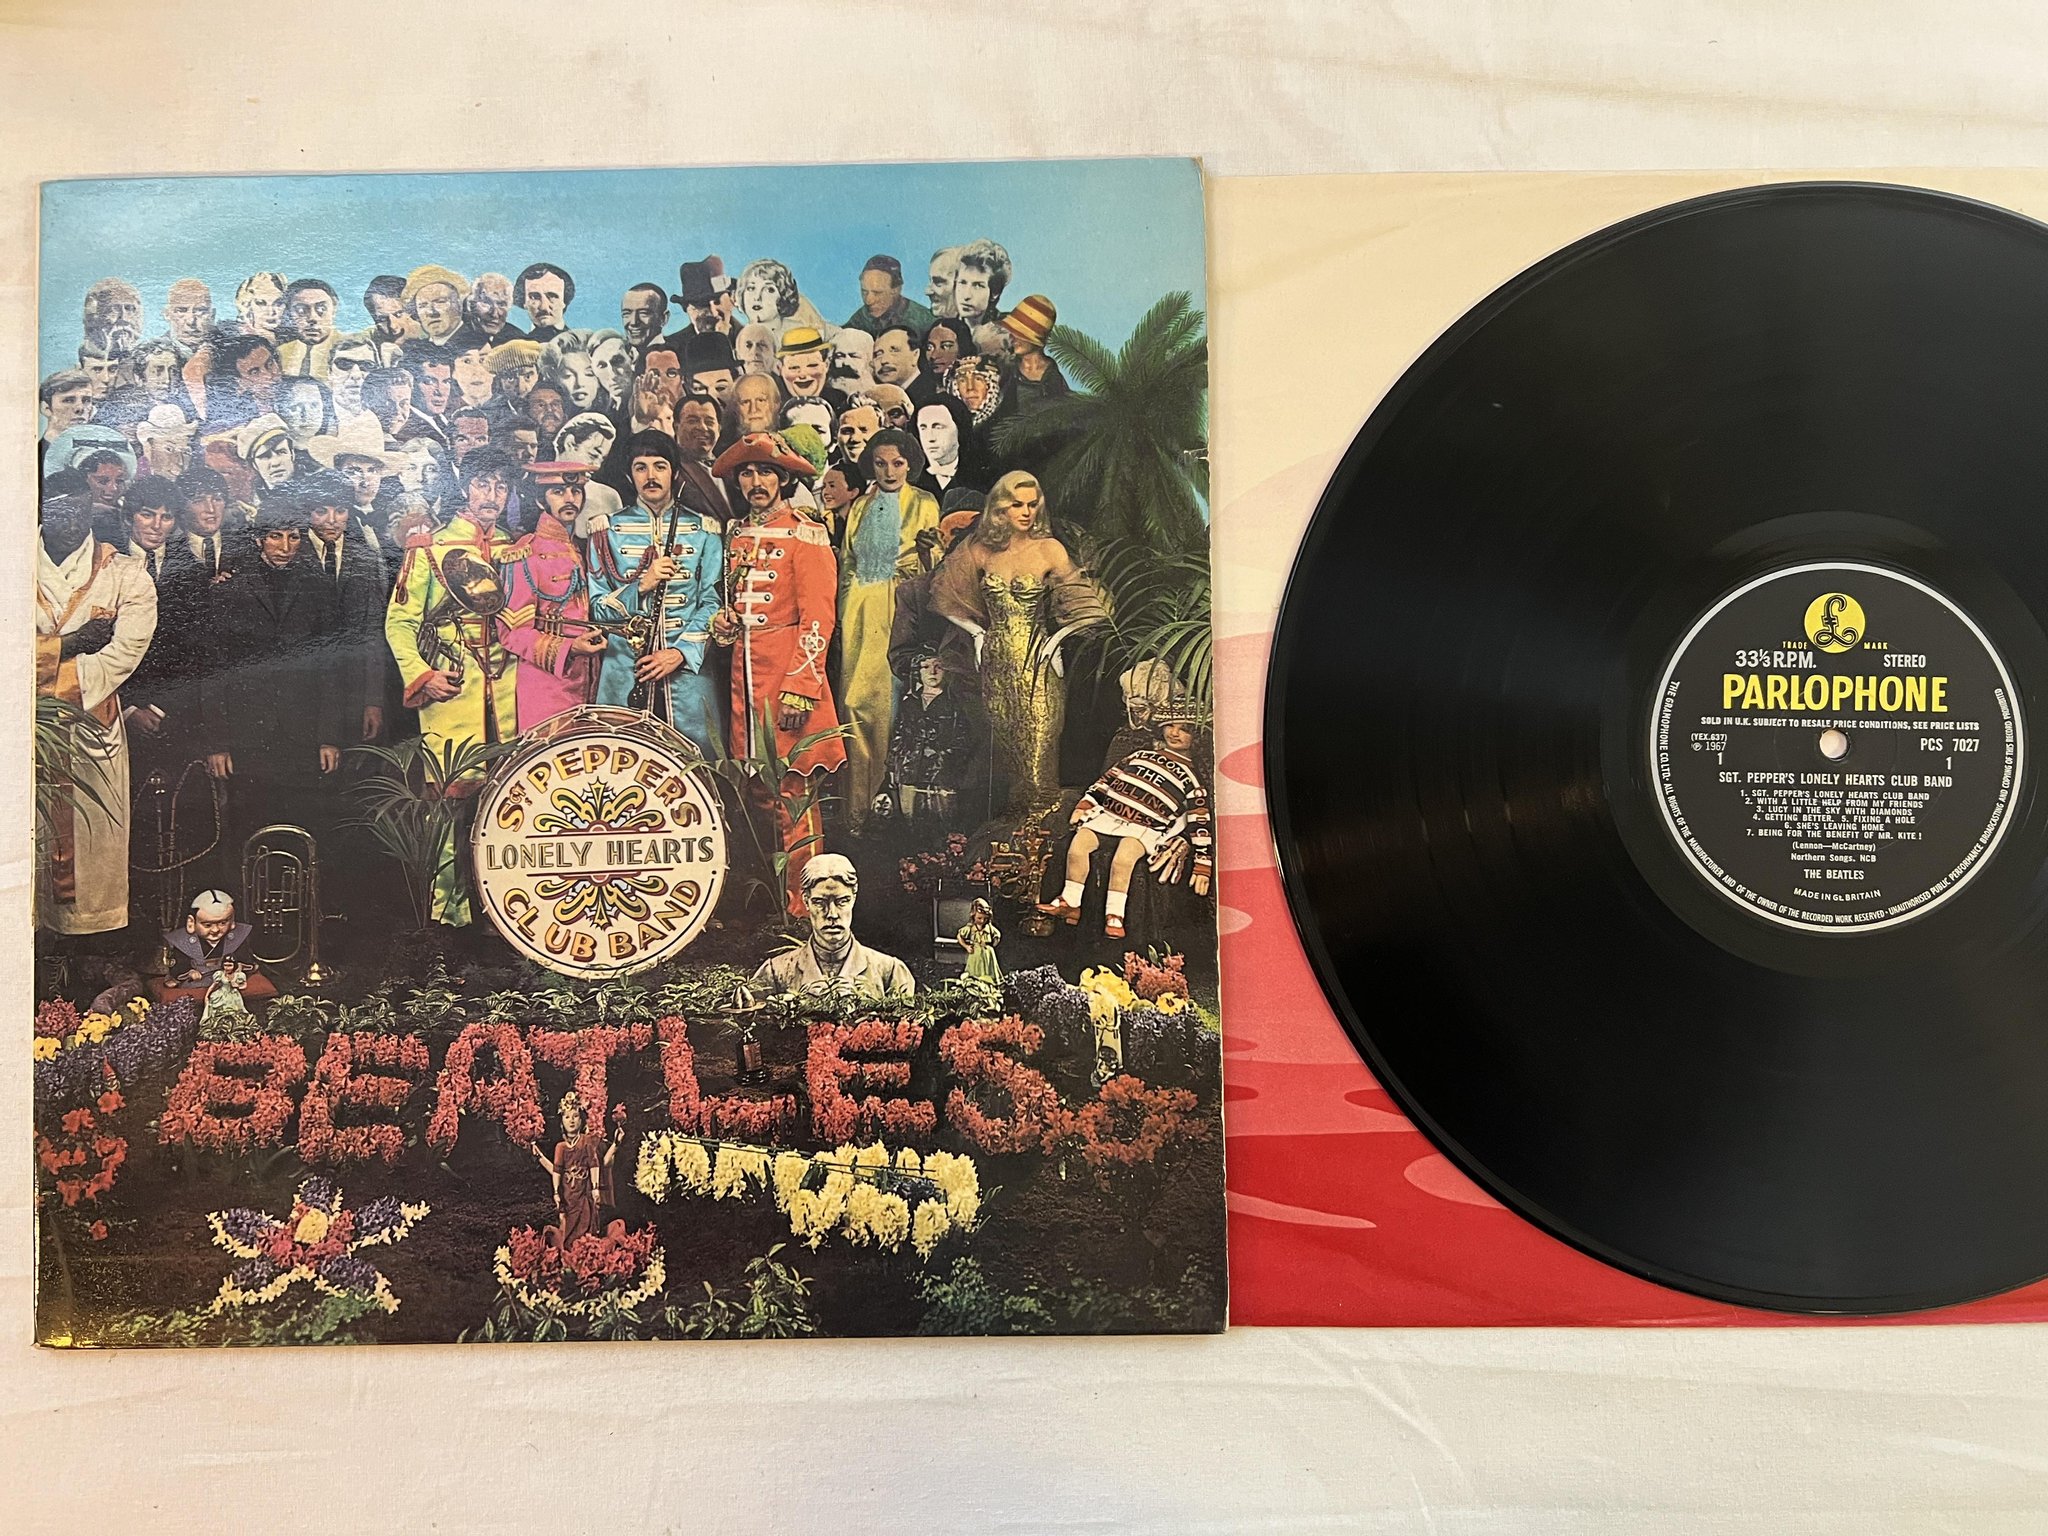 SGT. PEPPERS
LONELY HEARTS
CLUB BAND
WELCOME
THE
ROLLING
STONES
GOOD GUYS
BEATLES
£
TRADE MARK
33⅓ R.P.M. STEREO
PARLOPHONE
SOLD IN U.K. SUBJECT TO RESALE PRICE CONDITIONS, SEE PRICE LISTS
(YEX.637)
℗ 1967 PCS 7027
1 1
SGT. PEPPER'S LONELY HEARTS CLUB BAND
1. SGT. PEPPER'S LONELY HEARTS CLUB BAND
2. WITH A LITTLE HELP FROM MY FRIENDS
3. LUCY IN THE SKY WITH DIAMONDS
4. GETTING BETTER. 5. FIXING A HOLE
6. SHE'S LEAVING HOME
7. BEING FOR THE BENEFIT OF MR. KITE!
(Lennon—McCartney)
Northern Songs, NCB
THE BEATLES
MADE IN Gt. BRITAIN
THE GRAMOPHONE CO. LTD. · ALL RIGHTS OF THE MANUFACTURER AND OF THE OWNER OF THE RECORDED WORK RESERVED · UNAUTHORISED PUBLIC PERFORMANCE BROADCASTING AND COPYING OF THIS RECORD PROHIBITED